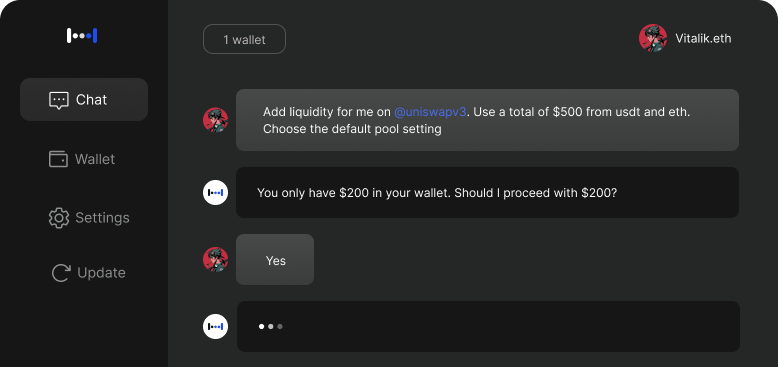 1 wallet
Vitalik.eth
Chat
Wallet
Settings
Update
Add liquidity for me on @uniswapv3. Use a total of $500 from usdt and eth.
Choose the default pool setting
You only have $200 in your wallet. Should I proceed with $200?
Yes